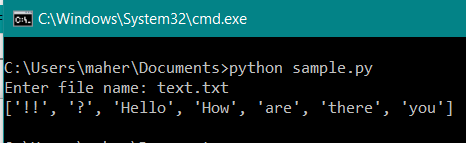 C:\Windows\System32\cmd.exe
C:\Users\maher\Documents>python sample.py
Enter file name: text.txt
['!!', '?', 'Hello', 'How', 'are', 'there', 'you']